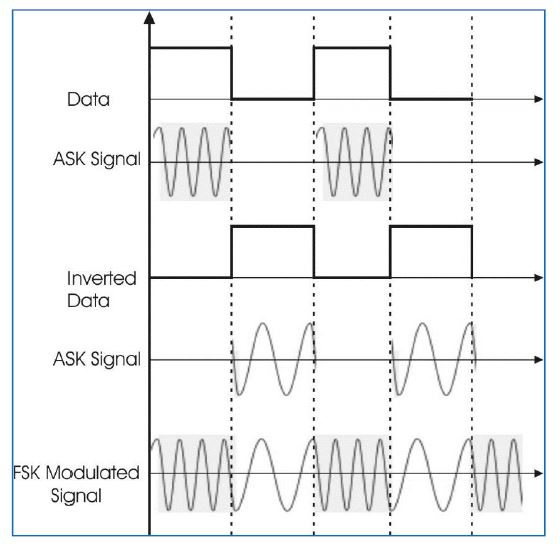 Data
ASK Signal
Inverted
Data
ASK Signal
FSK Modulated
Signal